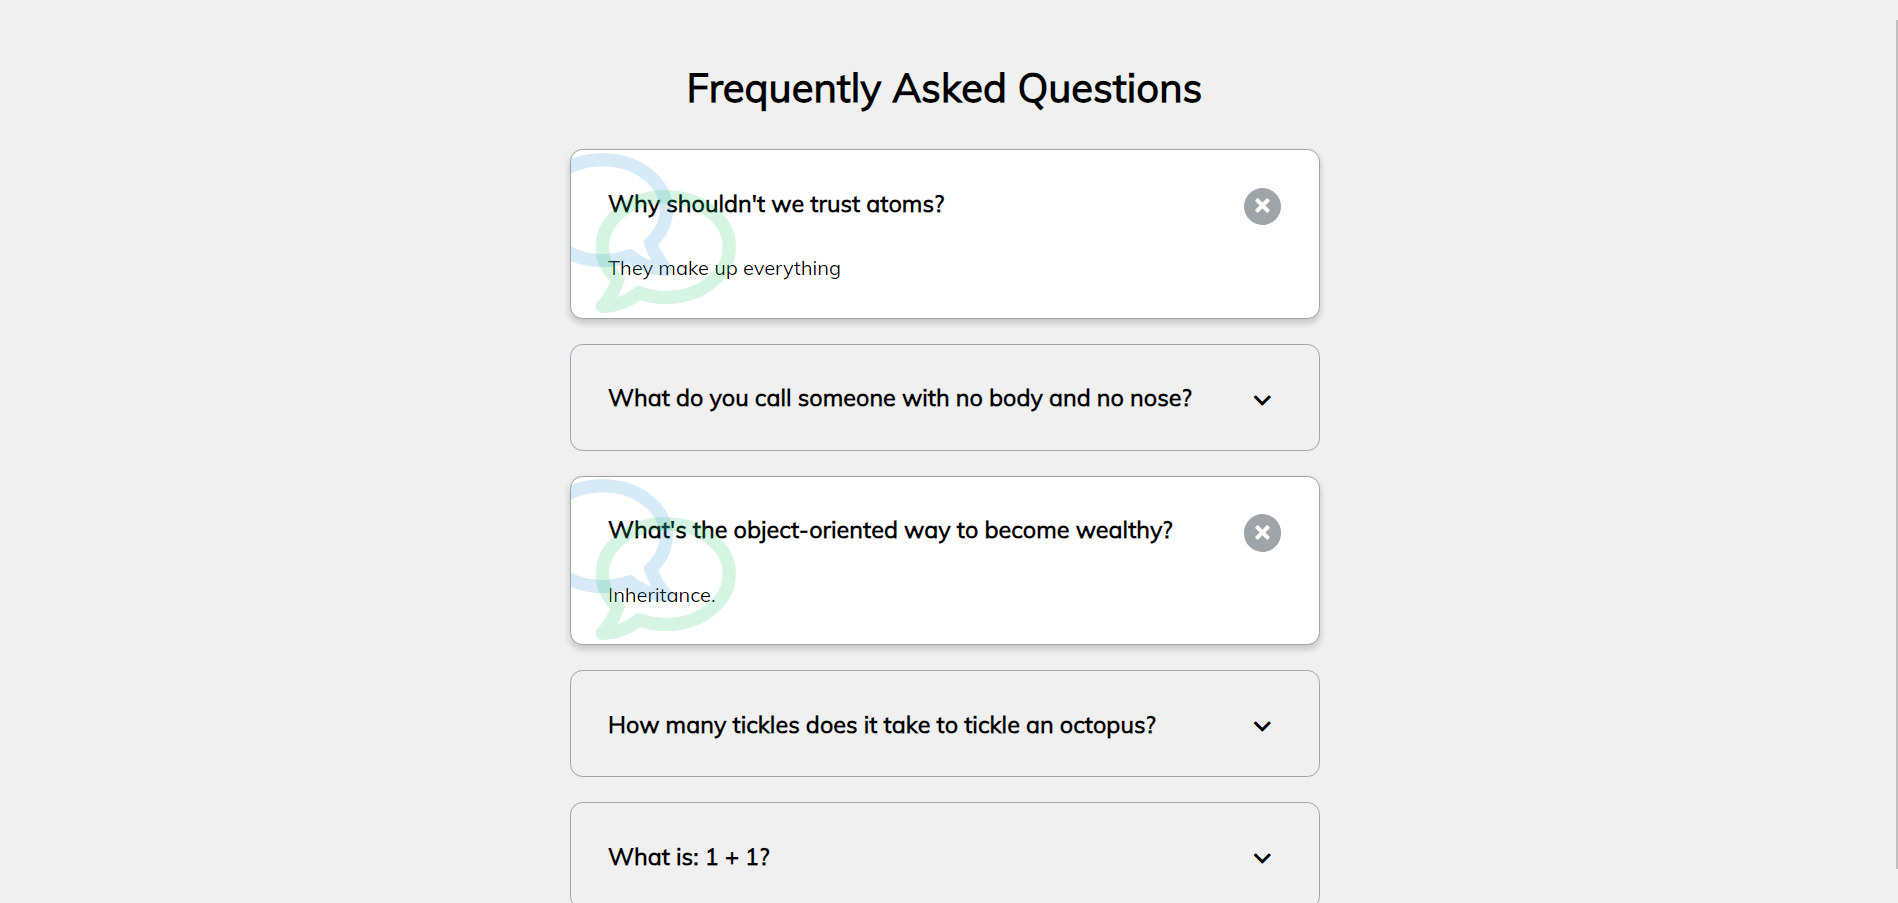 Frequently Asked Questions
Why shouldn't we trust atoms?
They make up everything
What do you call someone with no body and no nose?
What's the object-oriented way to become wealthy?
Inheritance.
How many tickles does it take to tickle an octopus?
What is: 1 + 1?